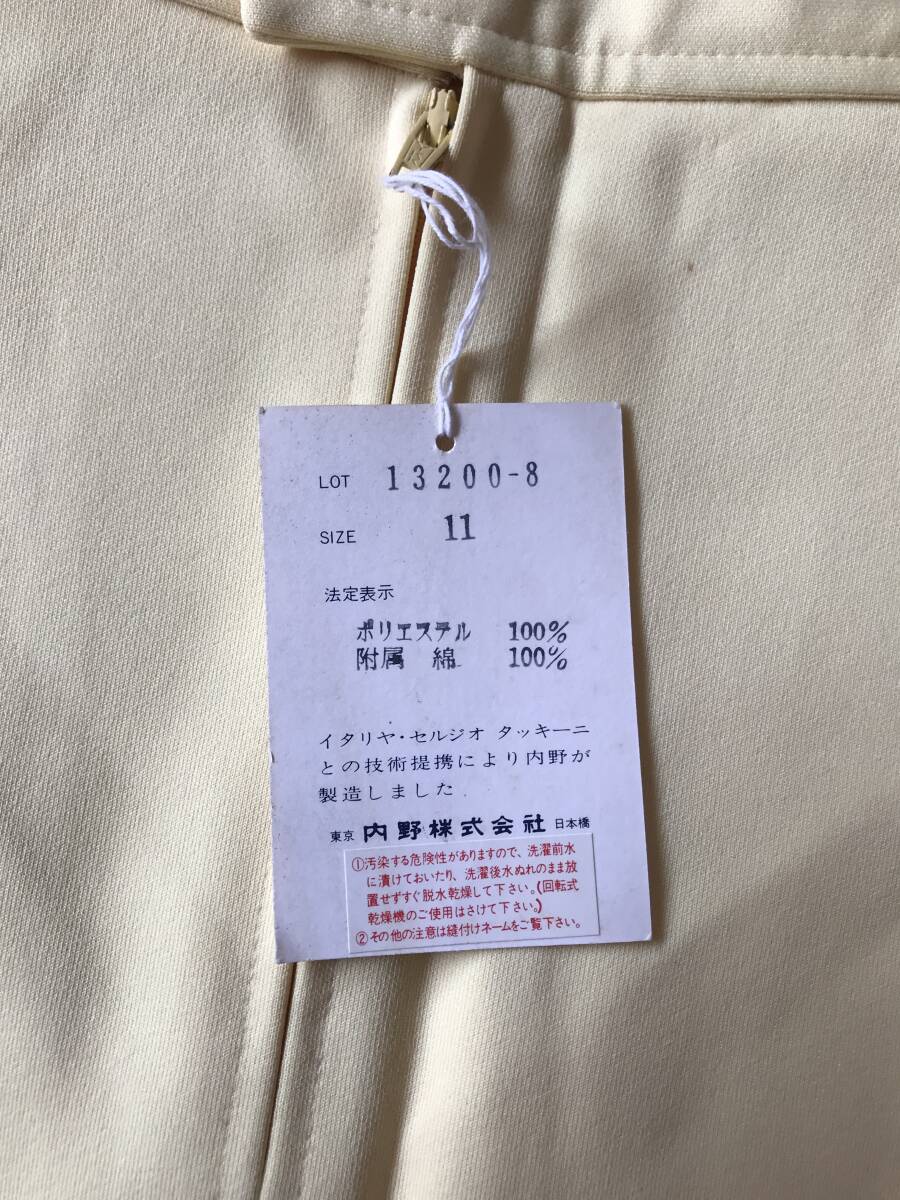 LOT 13200-8
SIZE 11
法定表示
ポリエステル 100%
附属 綿 100%
イタリヤ・セルジオ タッキーニ
との技術提携により内野が
製造しました
東京 内野株式会社 日本橋
①汚染する危険性がありますので、洗濯前水
に漬けておいたり、洗濯後水ぬれのまま放
置せずすぐ脱水乾燥して下さい。(回転式
乾燥機のご使用はさけて下さい。)
②その他の注意は縫付けネームをご覧下さい。